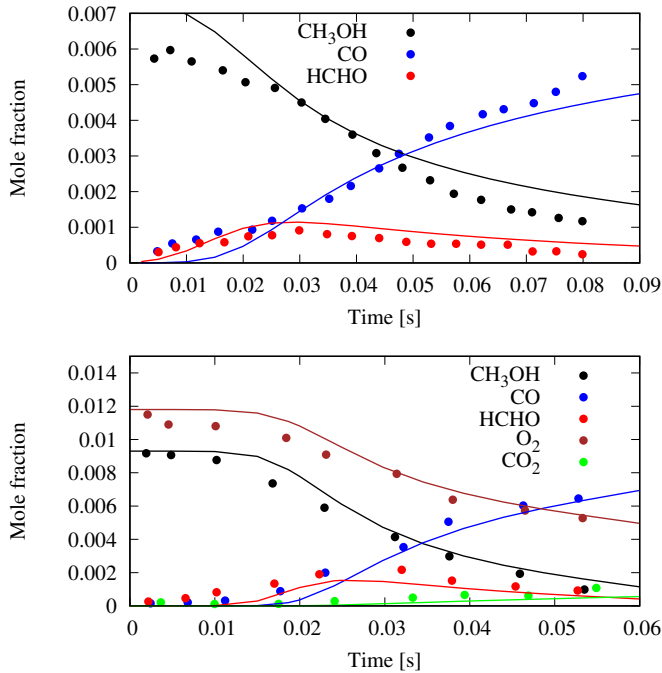 0.007
0.006
0.005
0.004
0.003
0.002
0.001
0
Mole fraction
CH₃OH
CO
HCHO
0 0.01 0.02 0.03 0.04 0.05 0.06 0.07 0.08 0.09
Time [s]
0.014
0.012
0.01
0.008
0.006
0.004
0.002
0
Mole fraction
CH₃OH
CO
HCHO
O₂
CO₂
0 0.01 0.02 0.03 0.04 0.05 0.06
Time [s]